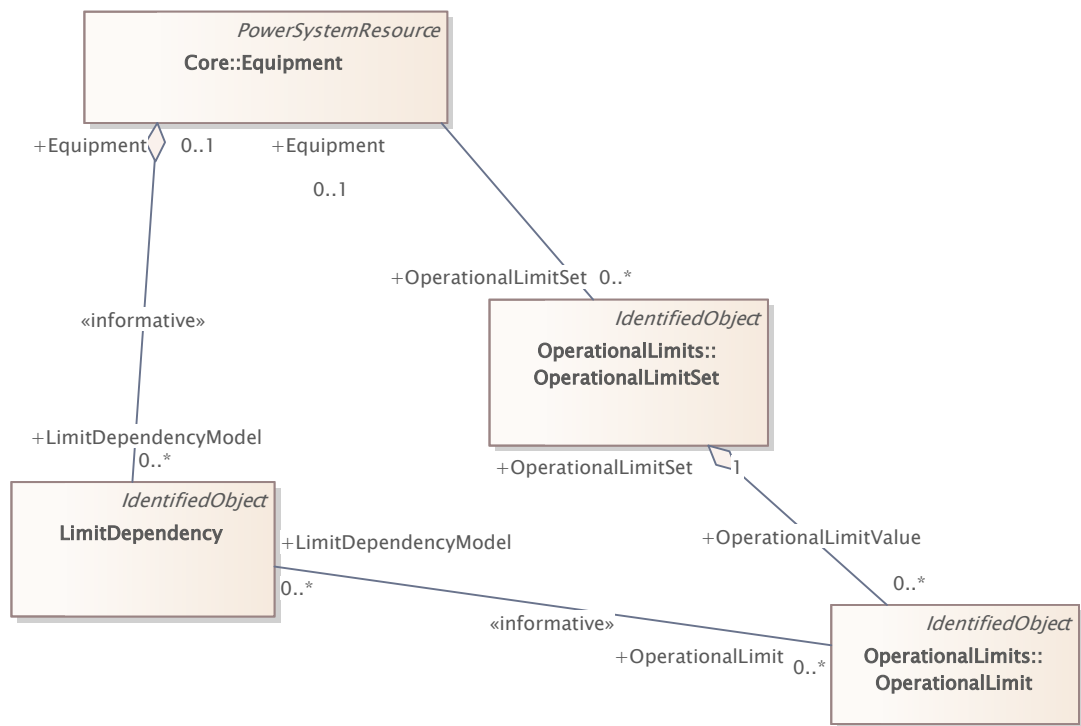 PowerSystemResource
Core::Equipment
+Equipment 0..1
+Equipment
0..1
+OperationalLimitSet 0..*
IdentifiedObject
OperationalLimits::
OperationalLimitSet
«informative»
+LimitDependencyModel
0..*
+OperationalLimitSet 1
IdentifiedObject
LimitDependency
+LimitDependencyModel
0..*
+OperationalLimitValue
0..*
«informative»
+OperationalLimit 0..*
IdentifiedObject
OperationalLimits::
OperationalLimit